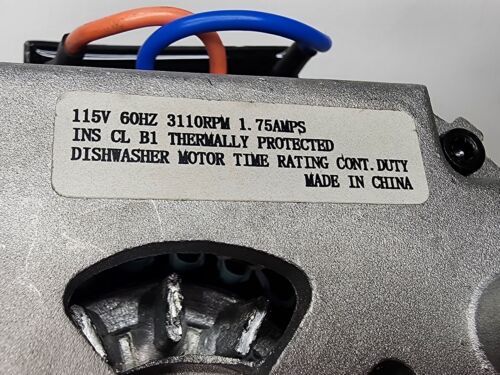 115V 60HZ 3110RPM 1.75AMPS
INS CL B1 THERMALLY PROTECTED
DISHWASHER MOTOR TIME RATING CONT.DUTY
MADE IN CHINA